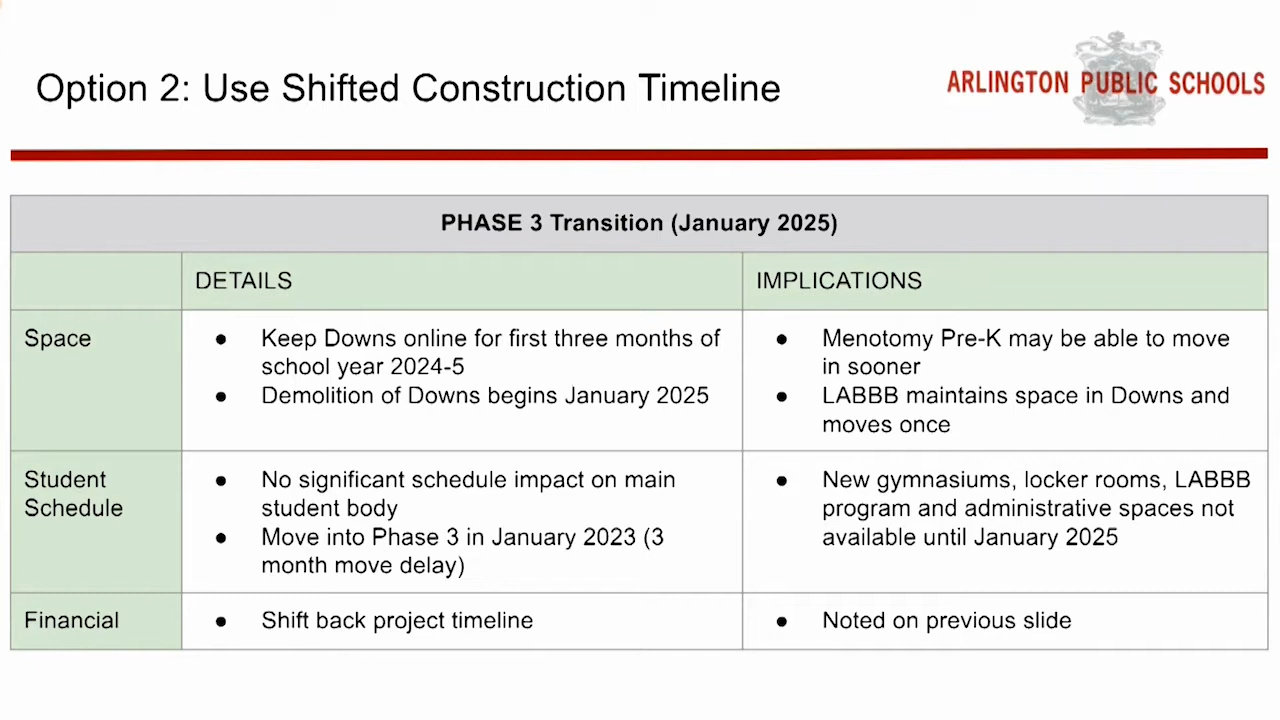 Option 2: Use Shifted Construction Timeline
ARLINGTON PUBLIC SCHOOLS
PHASE 3 Transition (January 2025)
DETAILS
IMPLICATIONS
Space
● Keep Downs online for first three months of
school year 2024-5
● Demolition of Downs begins January 2025
● Menotomy Pre-K may be able to move
in sooner
● LABBB maintains space in Downs and
moves once
Student
Schedule
● No significant schedule impact on main
student body
● Move into Phase 3 in January 2023 (3
month move delay)
● New gymnasiums, locker rooms, LABBB
program and administrative spaces not
available until January 2025
Financial
● Shift back project timeline
● Noted on previous slide